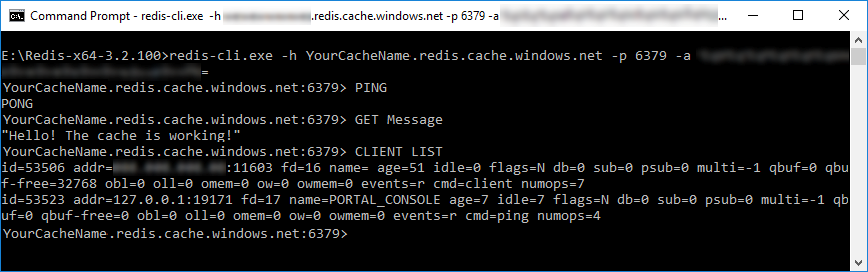 Command Prompt - redis-cli.exe -h .redis.cache.windows.net -p 6379 -a ...
E:\Redis-x64-3.2.100>redis-cli.exe -h YourCacheName.redis.cache.windows.net -p 6379 -a
=
YourCacheName.redis.cache.windows.net:6379> PING
PONG
YourCacheName.redis.cache.windows.net:6379> GET Message
"Hello! The cache is working!"
YourCacheName.redis.cache.windows.net:6379> CLIENT LIST
id=53506 addr= :11603 fd=16 name= age=51 idle=0 flags=N db=0 sub=0 psub=0 multi=-1 qbuf=0 qbu
f-free=32768 obl=0 oll=0 omem=0 ow=0 owmem=0 events=r cmd=client numops=7
id=53523 addr=127.0.0.1:19171 fd=17 name=PORTAL_CONSOLE age=7 idle=7 flags=N db=0 sub=0 psub=0 multi=-1 qb
uf=0 qbuf-free=0 obl=0 oll=0 omem=0 ow=0 owmem=0 events=r cmd=ping numops=4
YourCacheName.redis.cache.windows.net:6379>